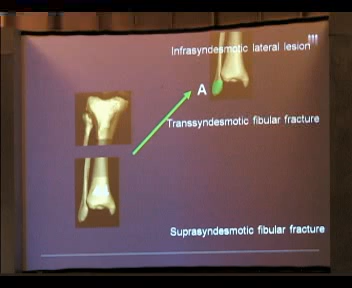 Infrasyndesmotic lateral lesion
A
Transsyndesmotic fibular fracture
Suprasyndesmotic fibular fracture